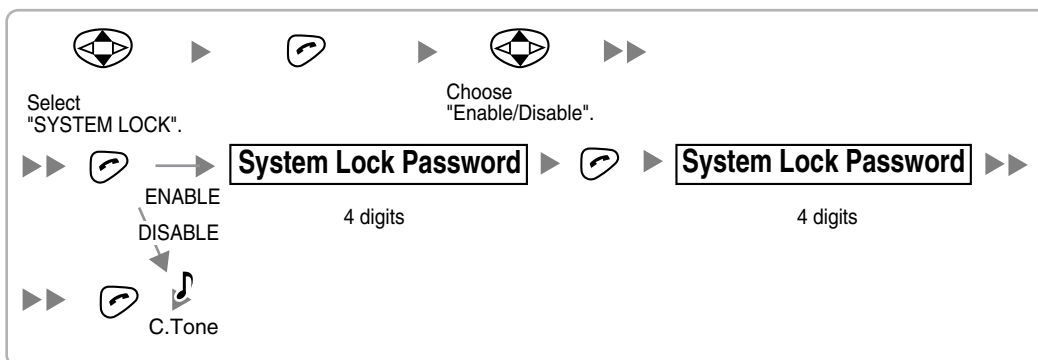 Select
"SYSTEM LOCK".
Choose
"Enable/Disable".
System Lock Password
System Lock Password
ENABLE
4 digits
4 digits
DISABLE
C.Tone